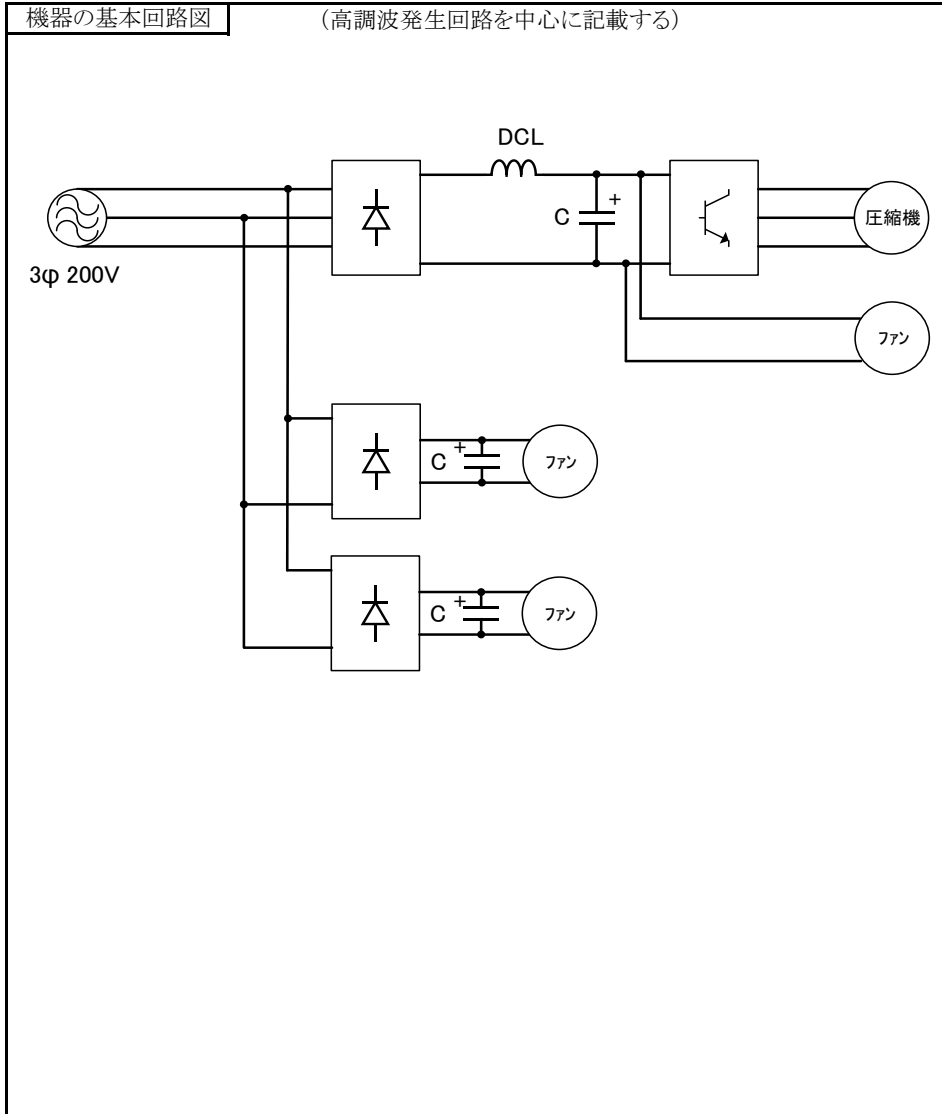 機器の基本回路図 (高調波発生回路を中心に記載する)
DCL
C +
圧縮機
3φ 200V
ファン
C + ファン
C + ファン